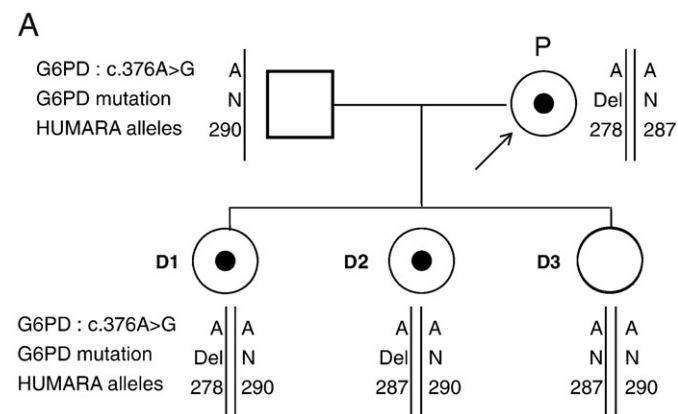 A
P
G6PD : c.376A>G A A A
G6PD mutation N Del N
HUMARA alleles 290 278 287
D1 D2 D3
G6PD : c.376A>G A A A A A A
G6PD mutation Del N Del N N N
HUMARA alleles 278 290 287 290 287 290